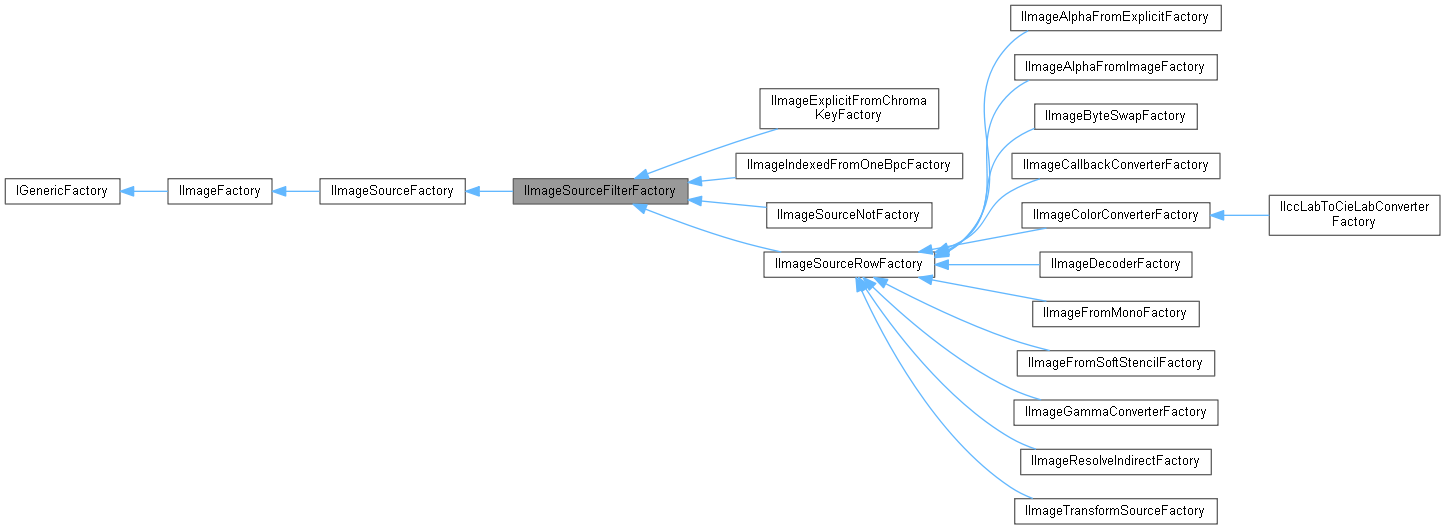 IImageAlphaFromExplicitFactory
IImageAlphaFromImageFactory
IImageExplicitFromChroma
KeyFactory
IImageByteSwapFactory
IImageIndexedFromOneBpcFactory
IImageCallbackConverterFactory
IGenericFactory
IImageFactory
IImageSourceFactory
IImageSourceFilterFactory
IImageSourceNotFactory
IImageColorConverterFactory
IIccLabToCieLabConverter
Factory
IImageSourceRowFactory
IImageDecoderFactory
IImageFromMonoFactory
IImageFromSoftStencilFactory
IImageGammaConverterFactory
IImageResolveIndirectFactory
IImageTransformSourceFactory